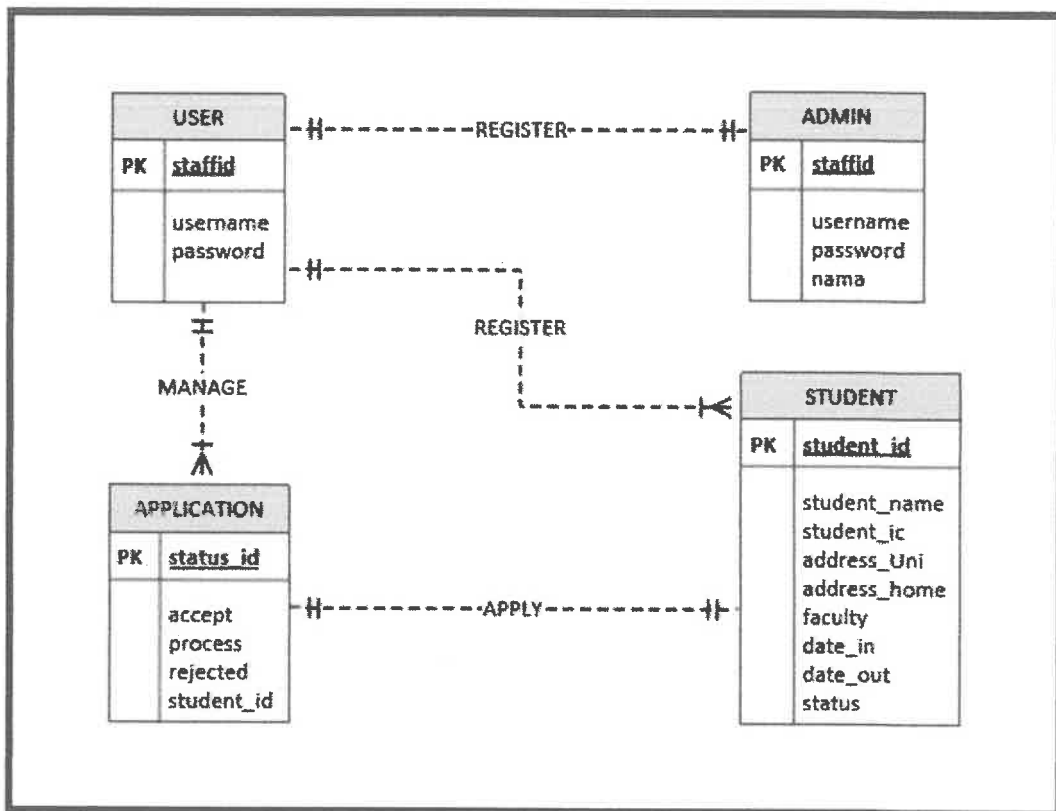 USER
PK staffid
username
password
REGISTER
ADMIN
PK staffid
username
password
nama
REGISTER
MANAGE
STUDENT
PK student_id
student_name
student_ic
address_Uni
address_home
faculty
date_in
date_out
status
APPLICATION
PK status_id
accept
process
rejected
student_id
APPLY